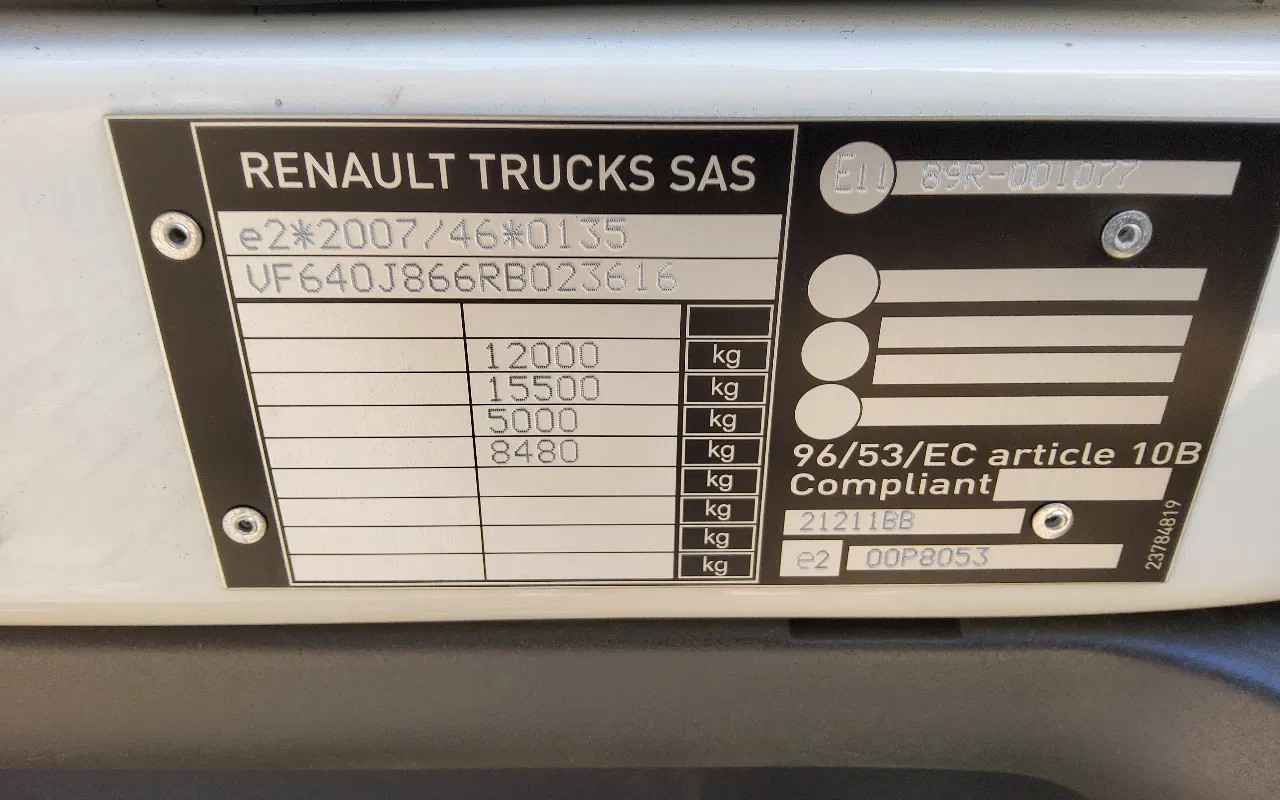 RENAULT TRUCKS SAS
e2*2007/46*0135
VF640J866RB023616
12000 kg
15500 kg
5000 kg
8480 kg
kg
kg
kg
kg
E11 89R-001077
96/53/EC article 10B
Compliant
21211BB
e2 00P8053
23784819